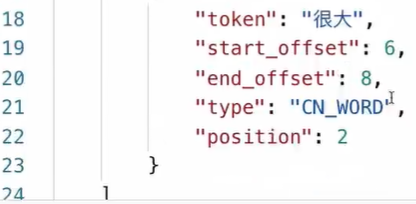 18 "token": "很大",
19 "start_offset": 6,
20 "end_offset": 8,
21 "type": "CN_WORD",
22 "position": 2
23 }
24 ]